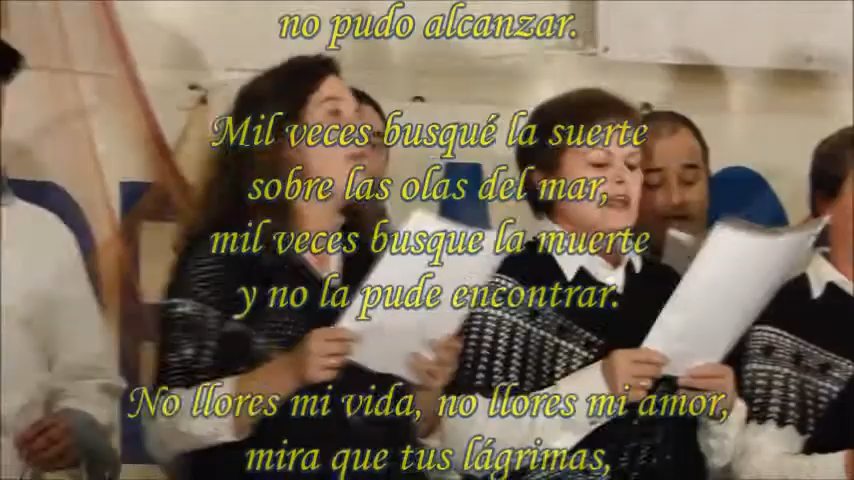 no pudo alcanzar.
Mil veces busqué la suerte
sobre las olas del mar,
mil veces busque la muerte
y no la pude encontrar.
No llores mi vida, no llores mi amor,
mira que tus lágrimas,